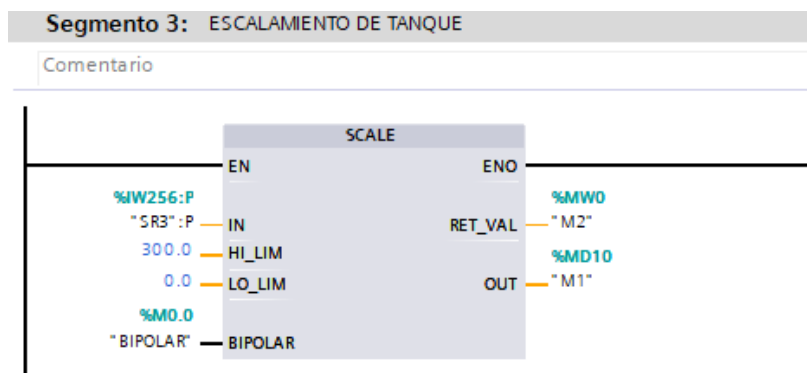 Segmento 3: ESCALAMIENTO DE TANQUE
Comentario
SCALE
EN ENO
%IW256:P %MW0
"SR3":P IN RET_VAL "M2"
300.0 HI_LIM %MD10
0.0 LO_LIM OUT "M1"
%M0.0
"BIPOLAR" BIPOLAR